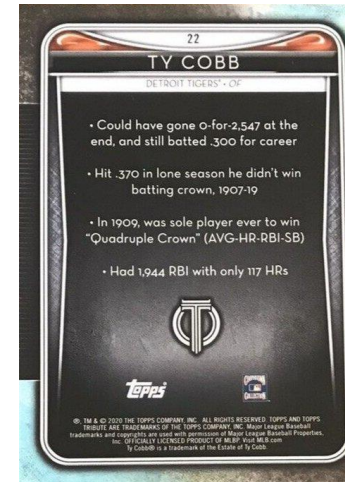 22
TY COBB
DETROIT TIGERS® • OF
• Could have gone 0-for-2,547 at the
end, and still batted .300 for career
• Hit .370 in lone season he didn't win
batting crown, 1907-19
• In 1909, was sole player ever to win
"Quadruple Crown" (AVG-HR-RBI-SB)
• Had 1,944 RBI with only 117 HRs
Topps
®, TM & © 2020 THE TOPPS COMPANY, INC. ALL RIGHTS RESERVED. TOPPS AND TOPPS
TRIBUTE ARE TRADEMARKS OF THE TOPPS COMPANY, INC. Major League Baseball
trademarks and copyrights are used with permission of Major League Baseball Properties,
Inc. OFFICIALLY LICENSED PRODUCT OF MLBP. Visit MLB.com
Ty Cobb® is a trademark of the Estate of Ty Cobb.